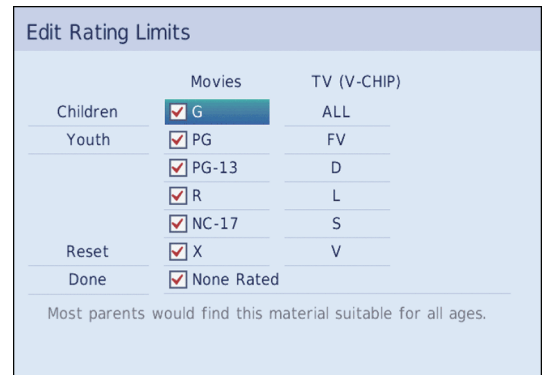 Edit Rating Limits
Movies TV (V-CHIP)
Children G ALL
Youth PG FV
PG-13 D
R L
NC-17 S
Reset X V
Done None Rated
Most parents would find this material suitable for all ages.